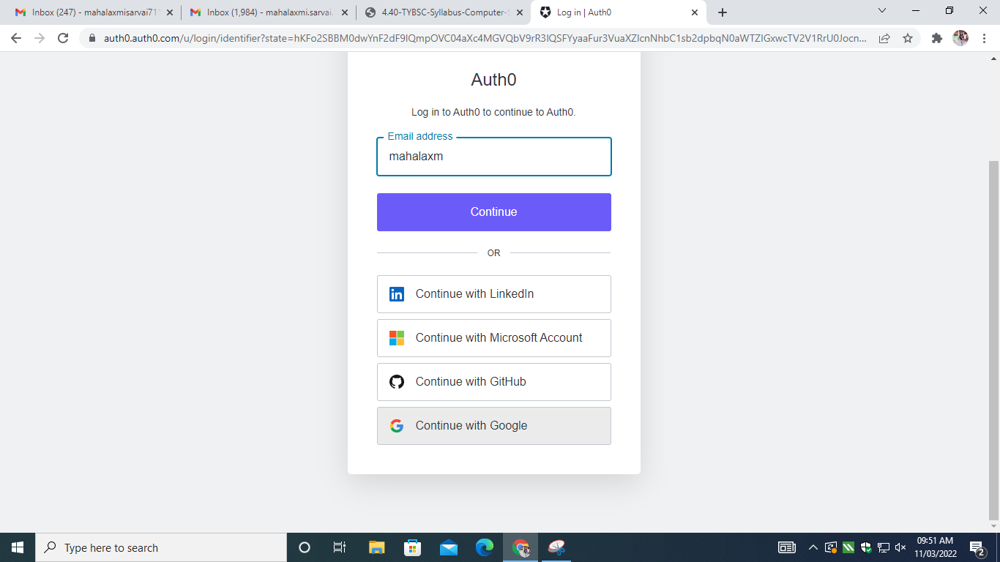 Inbox (247) - mahalaxmisarvai71
Inbox (1,984) - mahalaxmi.sarvai.
4.40-TYBSC-Syllabus-Computer-S
Log in | Auth0
auth0.auth0.com/u/login/identifier?state=hKFo2SBBM0dwYnF2dF9IQmpOVC04aXc4MGVQbV9rR3lQSFYyaaFur3VuaXZlcnNhbC1sb2dpbqN0aWTZIGxwcTV2V1RrU0Jocn...
Auth0
Log in to Auth0 to continue to Auth0.
Email address
mahalaxm
Continue
OR
Continue with LinkedIn
Continue with Microsoft Account
Continue with GitHub
Continue with Google
Type here to search
09:51 AM
11/03/2022
2